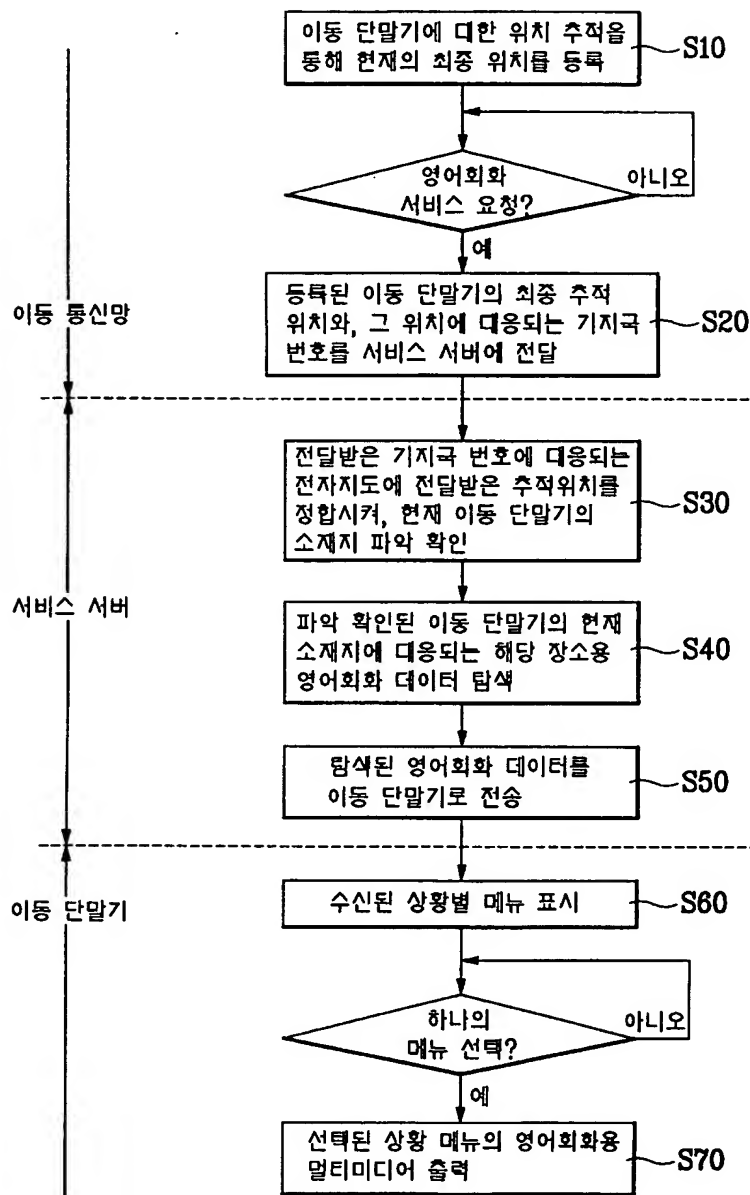 이동 단말기에 대한 위치 추적을
통해 현재의 최종 위치를 등록
S10
영어회화
서비스 요청?
아니오
예
이동 통신망
등록된 이동 단말기의 최종 추적
위치와, 그 위치에 대응되는 기지국
번호를 서비스 서버에 전달
S20
전달받은 기지국 번호에 대응되는
전자지도에 전달받은 추적위치를
정합시켜, 현재 이동 단말기의
소재지 파악 확인
S30
서비스 서버
파악 확인된 이동 단말기의 현재
소재지에 대응되는 해당 장소용
영어회화 데이터 탐색
S40
탐색된 영어회화 데이터를
이동 단말기로 전송
S50
이동 단말기
수신된 상황별 메뉴 표시
S60
하나의
메뉴 선택?
아니오
예
선택된 상황 메뉴의 영어회화용
멀티미디어 출력
S70